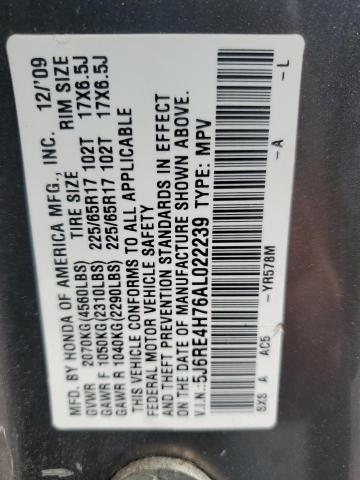 MFD. BY HONDA OF AMERICA MFG., INC. 12/'09
TIRE SIZE RIM SIZE
GVWR 2070KG(4560LBS)
GAWR F 1050KG(2310LBS) 225/65R17 102T 17X6.5J
GAWR R 1040KG(2290LBS) 225/65R17 102T 17X6.5J
THIS VEHICLE CONFORMS TO ALL APPLICABLE
FEDERAL MOTOR VEHICLE SAFETY STANDARDS IN EFFECT
ON THE DATE OF MANUFACTURE SHOWN ABOVE.
V.I.N.:5J6RE4H76AL022239 TYPE: MPV
SXS A AC5 -YR578M -A -L